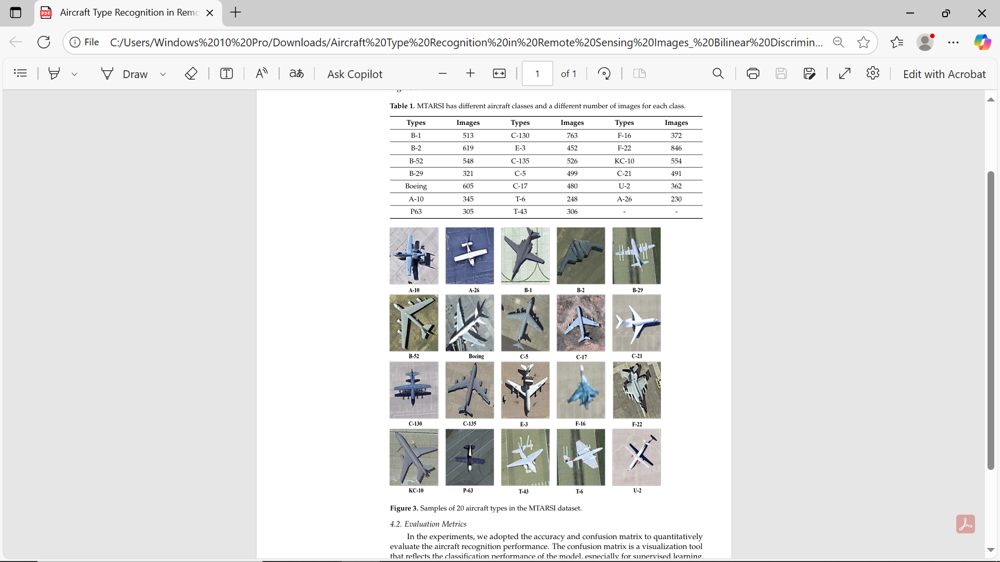 Aircraft Type Recognition in Remo
File C:/Users/Windows%2010%20Pro/Downloads/Aircraft%20Type%20Recognition%20in%20Remote%20Sensing%20Images_%20Bilinear%20Discrimin...
Draw aあ Ask Copilot 1 of 1 Edit with Acrobat
Table 1. MTARSI has different aircraft classes and a different number of images for each class.
Types Images Types Images Types Images
B-1 513 C-130 763 F-16 372
B-2 619 E-3 452 F-22 846
B-52 548 C-135 526 KC-10 554
B-29 321 C-5 499 C-21 491
Boeing 605 C-17 480 U-2 362
A-10 345 T-6 248 A-26 230
P63 305 T-43 306 - -
A-10 A-26 B-1 B-2 B-29
B-52 Boeing C-5 C-17 C-21
C-130 C-135 E-3 F-16 F-22
KC-10 P-63 T-43 T-6 U-2
Figure 3. Samples of 20 aircraft types in the MTARSI dataset.
4.2. Evaluation Metrics
In the experiments, we adopted the accuracy and confusion matrix to quantitatively
evaluate the aircraft recognition performance. The confusion matrix is a visualization tool
that reflects the classification performance of the model, especially for supervised learning.